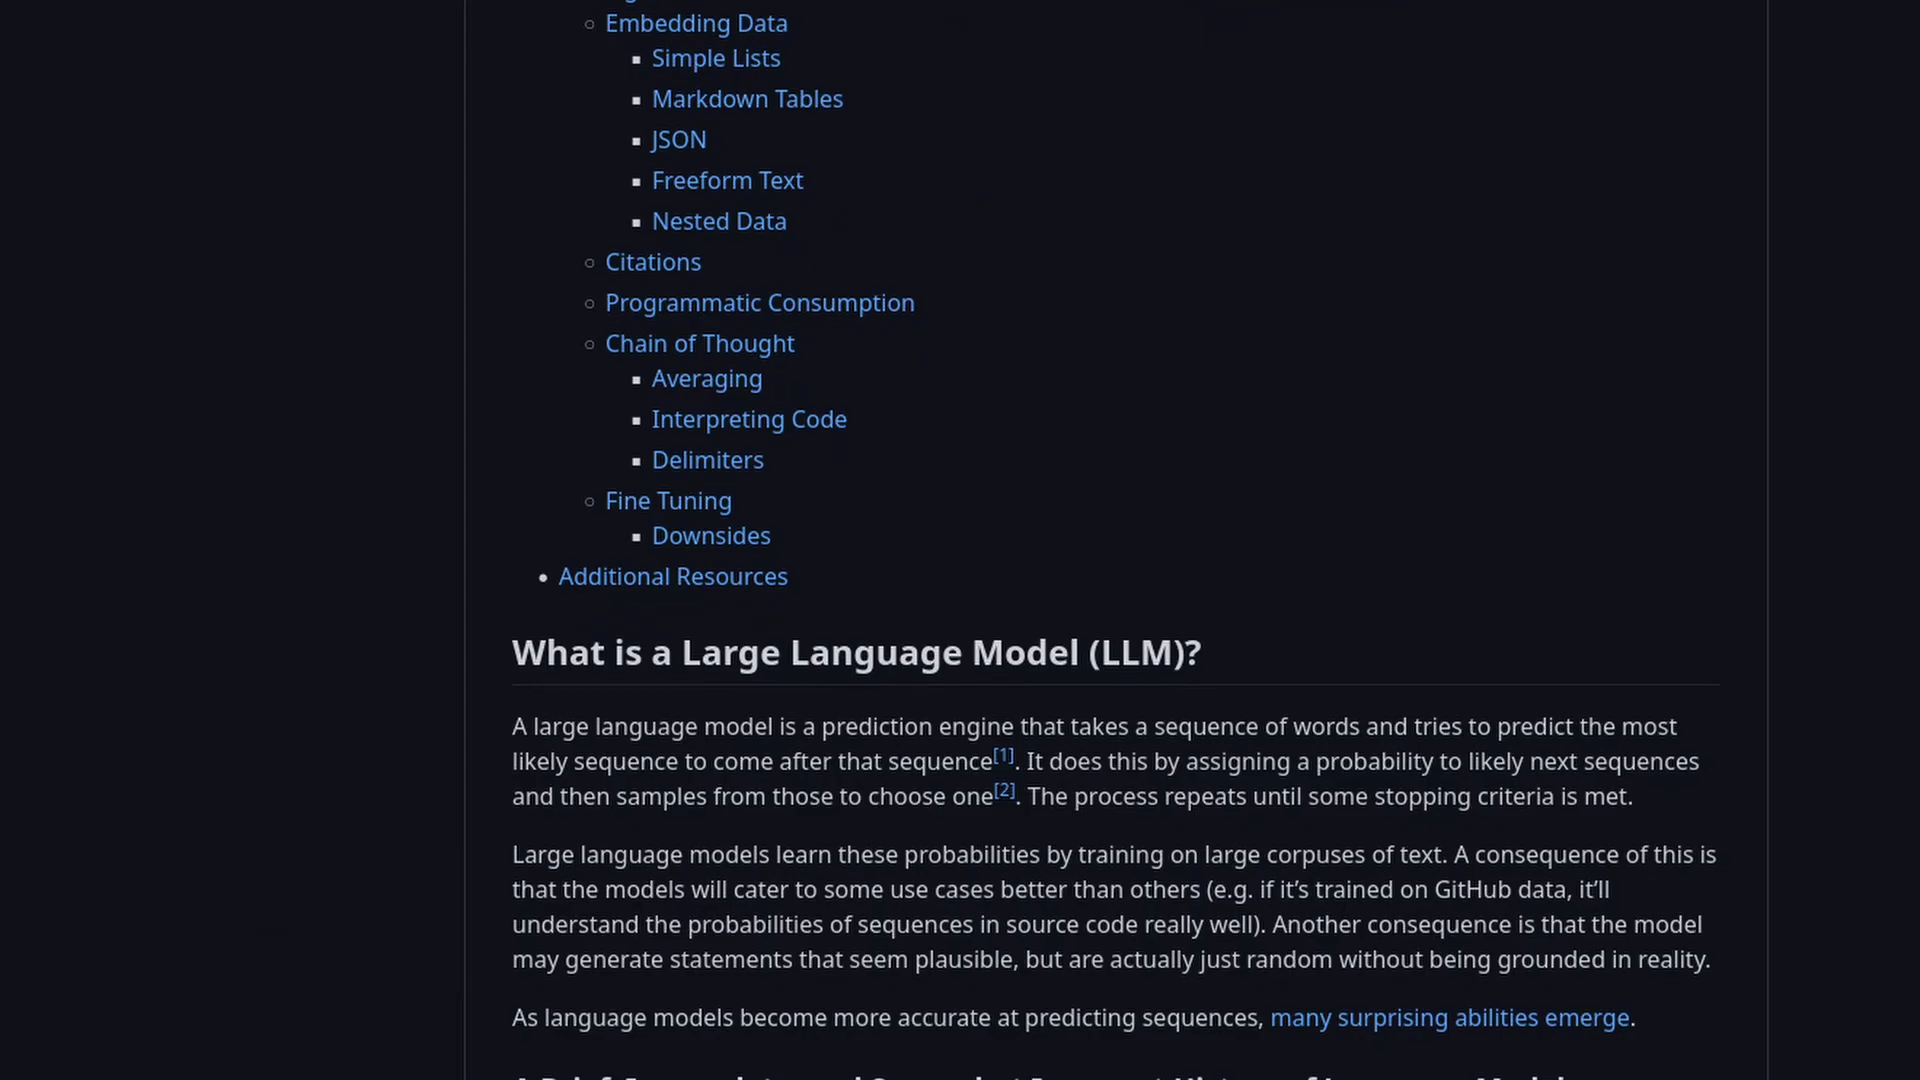 Embedding Data
Simple Lists
Markdown Tables
JSON
Freeform Text
Nested Data
Citations
Programmatic Consumption
Chain of Thought
Averaging
Interpreting Code
Delimiters
Fine Tuning
Downsides
Additional Resources
What is a Large Language Model (LLM)?
A large language model is a prediction engine that takes a sequence of words and tries to predict the most
likely sequence to come after that sequence[1]. It does this by assigning a probability to likely next sequences
and then samples from those to choose one[2]. The process repeats until some stopping criteria is met.
Large language models learn these probabilities by training on large corpuses of text. A consequence of this is
that the models will cater to some use cases better than others (e.g. if it’s trained on GitHub data, it’ll
understand the probabilities of sequences in source code really well). Another consequence is that the model
may generate statements that seem plausible, but are actually just random without being grounded in reality.
As language models become more accurate at predicting sequences, many surprising abilities emerge.